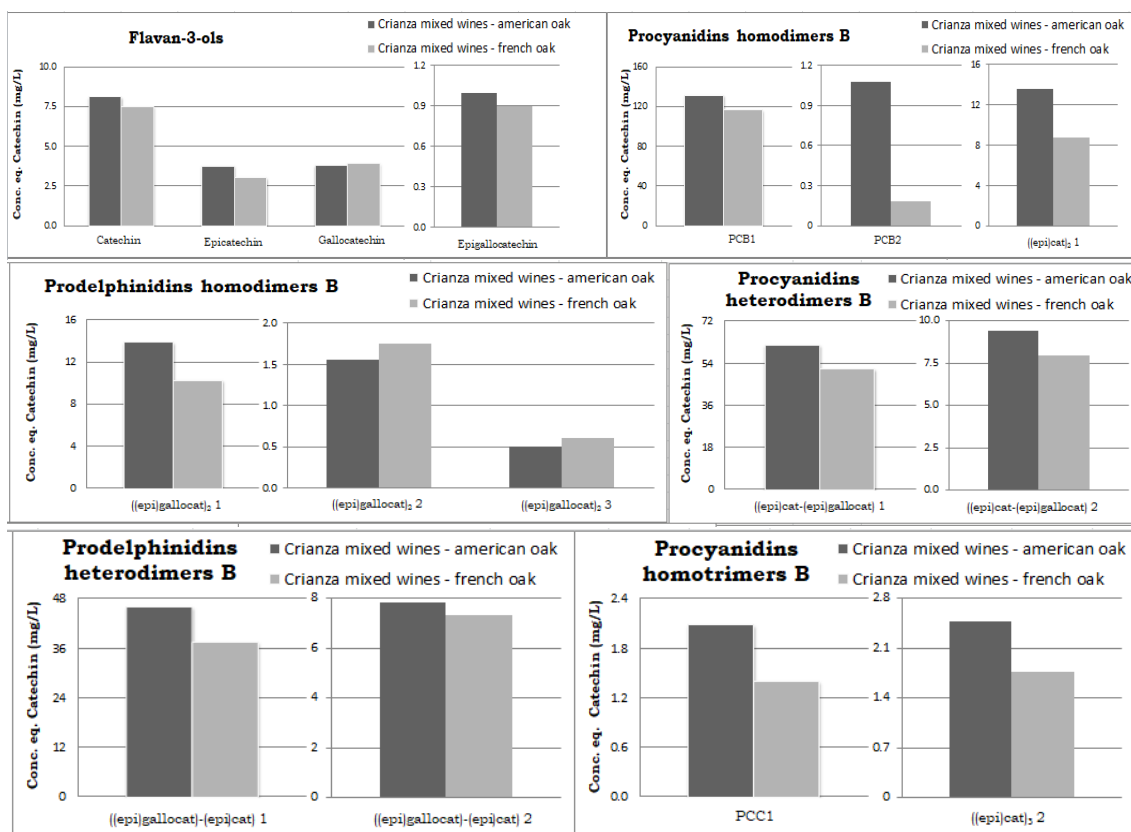 Flavan-3-ols
Crianza mixed wines - american oak
Crianza mixed wines - french oak
Conc. eq. Catechin (mg/L)
10.0
7.5
5.0
2.5
0.0
1.2
0.9
0.6
0.3
0.0
Catechin
Epicatechin
Gallocatechin
Epigallocatechin
Procyanidins homodimers B
Crianza mixed wines - american oak
Crianza mixed wines - french oak
Conc. eq. Catechin (mg/L)
160
120
80
40
0
1.2
0.9
0.6
0.3
0
16
12
8
4
0
PCB1
PCB2
((epi)cat)₂ 1
Prodelphinidins homodimers B
Crianza mixed wines - american oak
Crianza mixed wines - french oak
Conc. eq. Catechin (mg/L)
16
12
8
4
0
2.0
1.5
1.0
0.5
0.0
((epi)gallocat)₂ 1
((epi)gallocat)₂ 2
((epi)gallocat)₂ 3
Procyanidins
heterodimers B
Crianza mixed wines - american oak
Crianza mixed wines - french oak
Conc. eq. Catechin (mg/L)
72
54
36
18
0
10.0
7.5
5.0
2.5
0.0
((epi)cat-(epi)gallocat) 1
((epi)cat-(epi)gallocat) 2
Prodelphinidins
heterodimers B
Crianza mixed wines - american oak
Crianza mixed wines - french oak
Conc. eq. Catechin (mg/L)
48
36
24
12
0
8
6
4
2
0
((epi)gallocat)-(epi)cat) 1
((epi)gallocat)-(epi)cat) 2
Procyanidins
homotrimers B
Crianza mixed wines - american oak
Crianza mixed wines - french oak
Conc. eq. Catechin (mg/L)
2.4
1.8
1.2
0.6
0.0
2.8
2.1
1.4
0.7
0.0
PCC1
((epi)cat)₃ 2